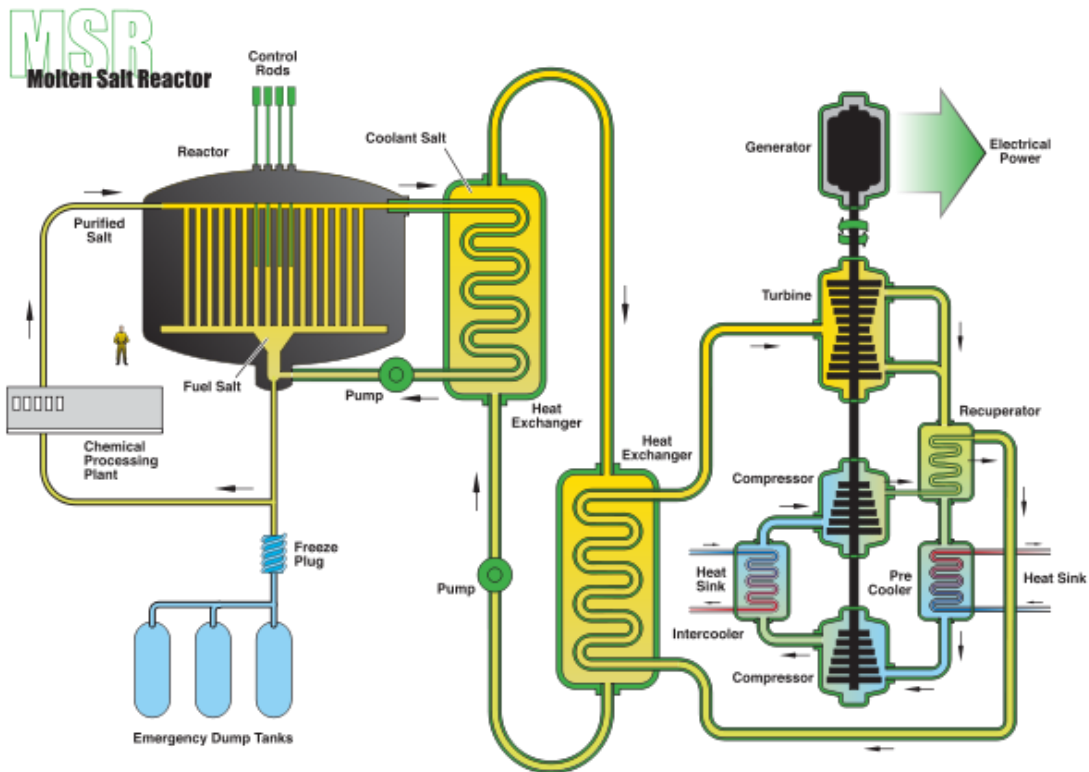 MSR
Molten Salt Reactor
Control
Rods
Reactor
Coolant Salt
Purified
Salt
Fuel Salt
Pump
Chemical
Processing
Plant
Freeze
Plug
Emergency Dump Tanks
Heat
Exchanger
Pump
Heat
Exchanger
Generator
Electrical
Power
Turbine
Recuperator
Compressor
Heat
Sink
Pre
Cooler
Heat Sink
Intercooler
Compressor